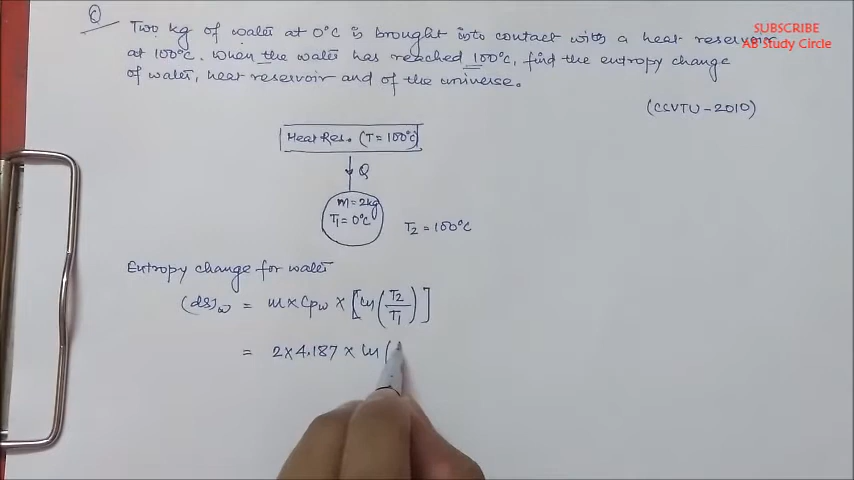 Q
Two kg of water at 0°C is brought into contact with a heat reservoir
at 100°C. When the water has reached 100°C, find the entropy change
of water, heat reservoir and of the universe.
SUBSCRIBE
AB Study Circle
(CSVTU-2010)
Heat Res. (T = 100°C)
Q
m=2kg
T1=0°C
T2 = 100°C
Entropy change for water
(ds)w = m × Cpw × [ln(T2/T1)]
= 2×4.187 × ln(